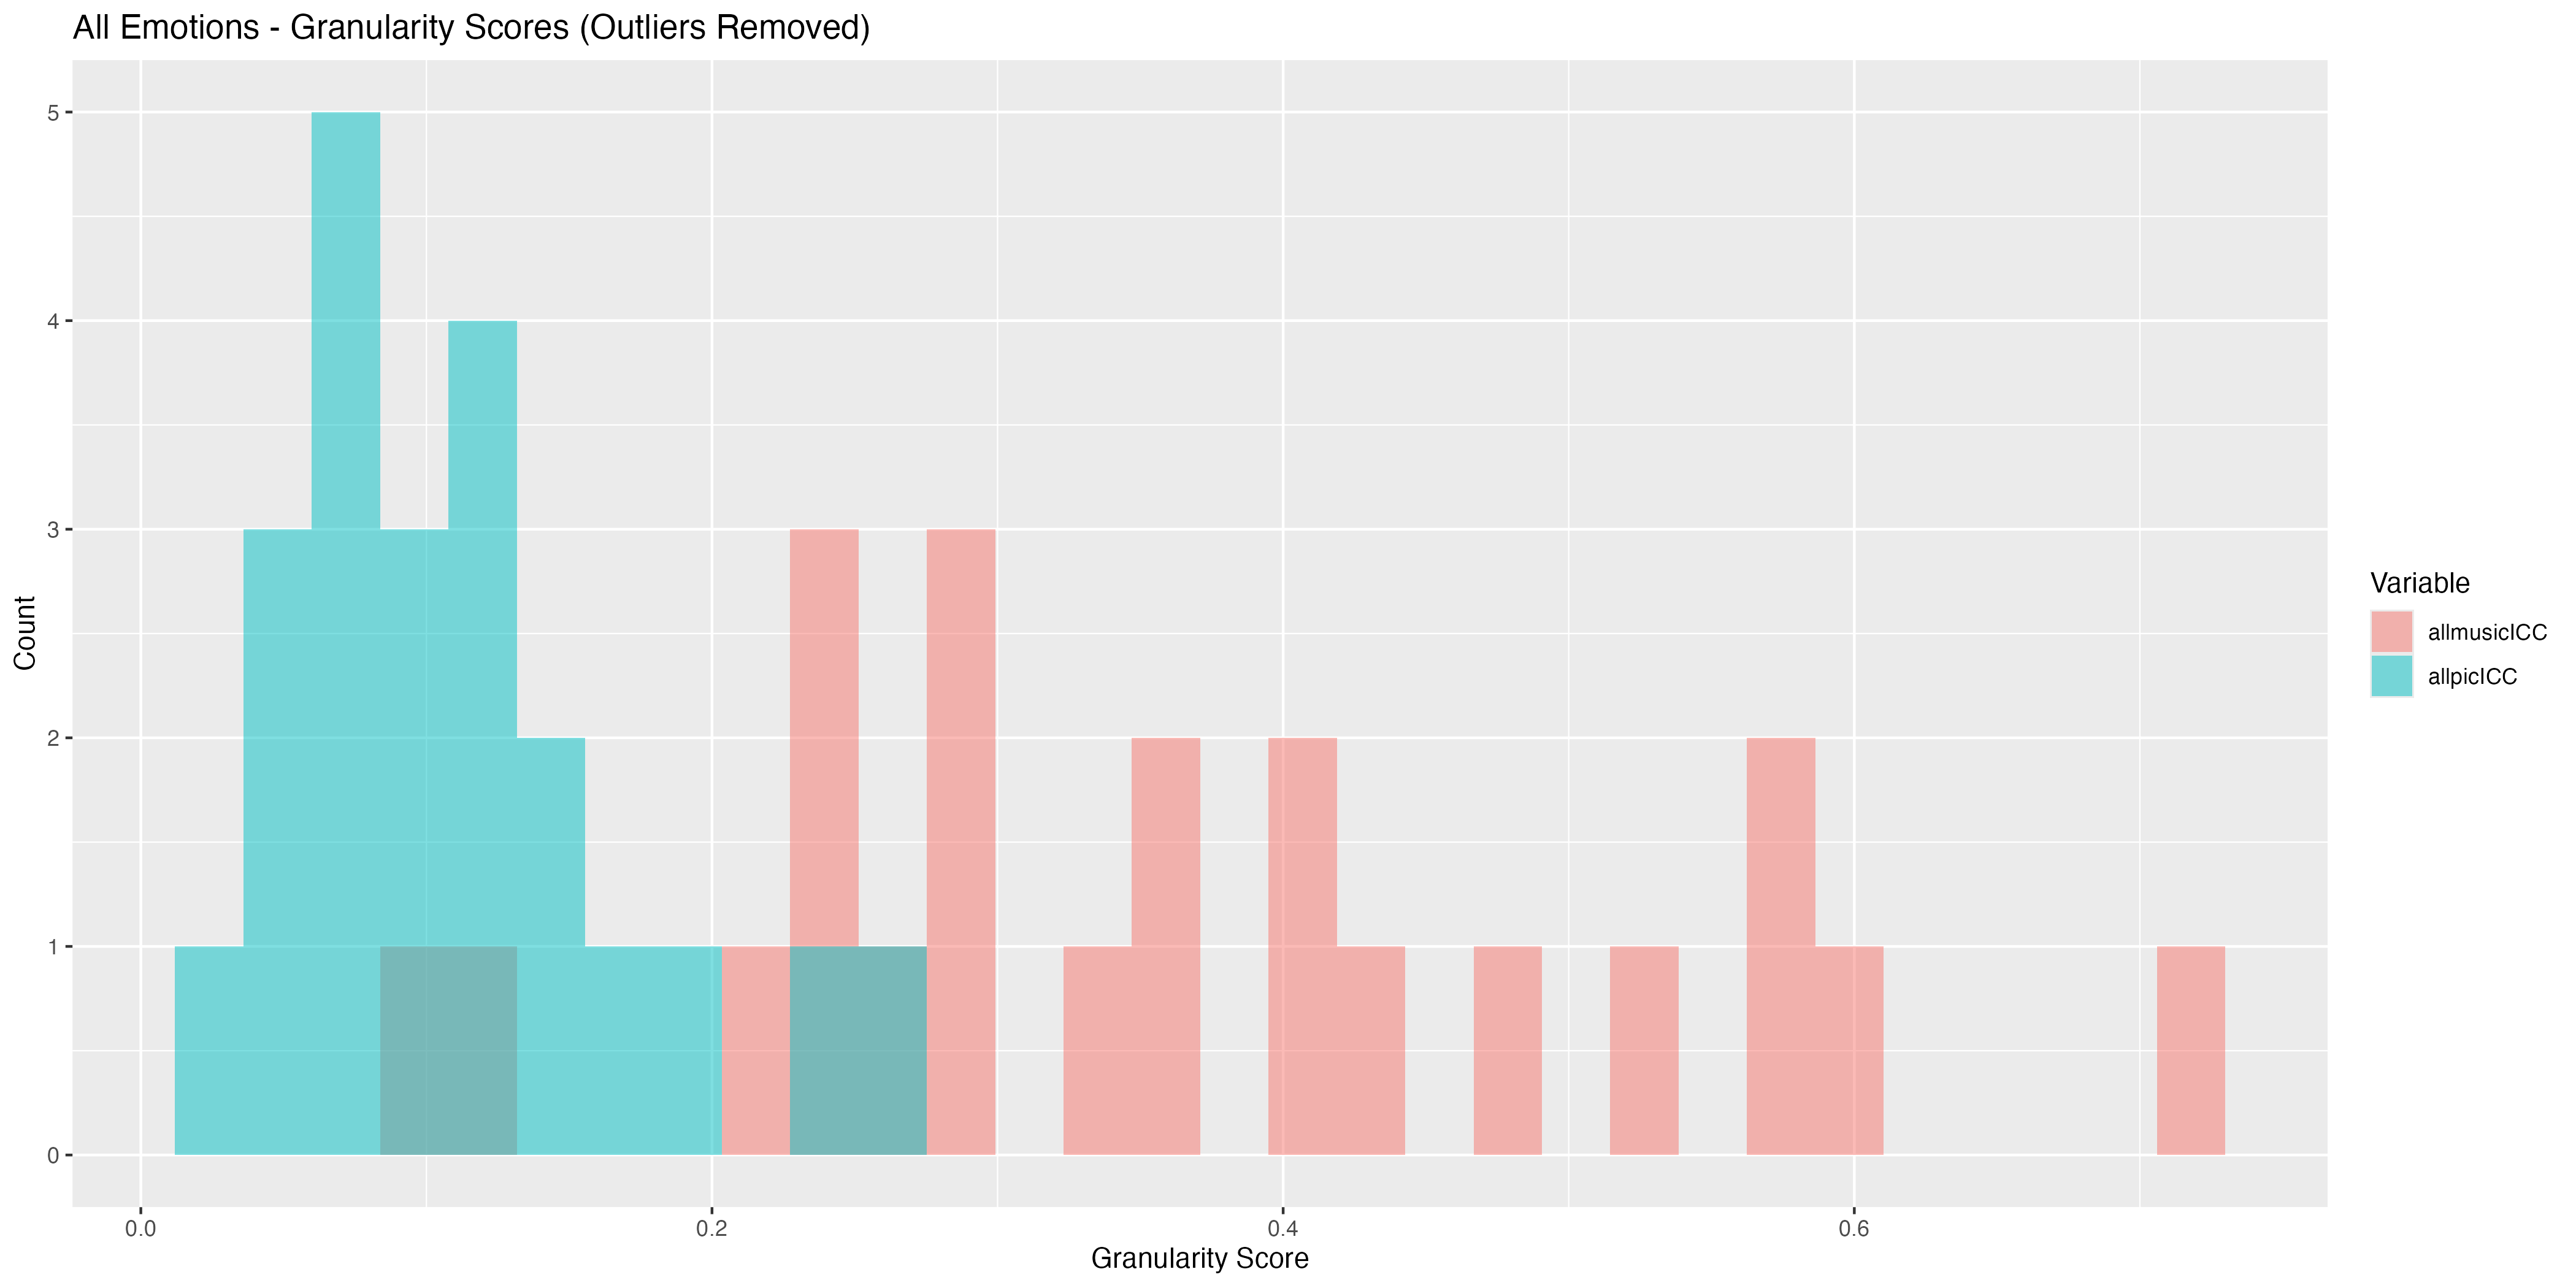 All Emotions - Granularity Scores (Outliers Removed)
5
4
3
2
1
0
Count
0.0
0.2
0.4
0.6
Granularity Score
Variable
allmusicICC
allpicICC